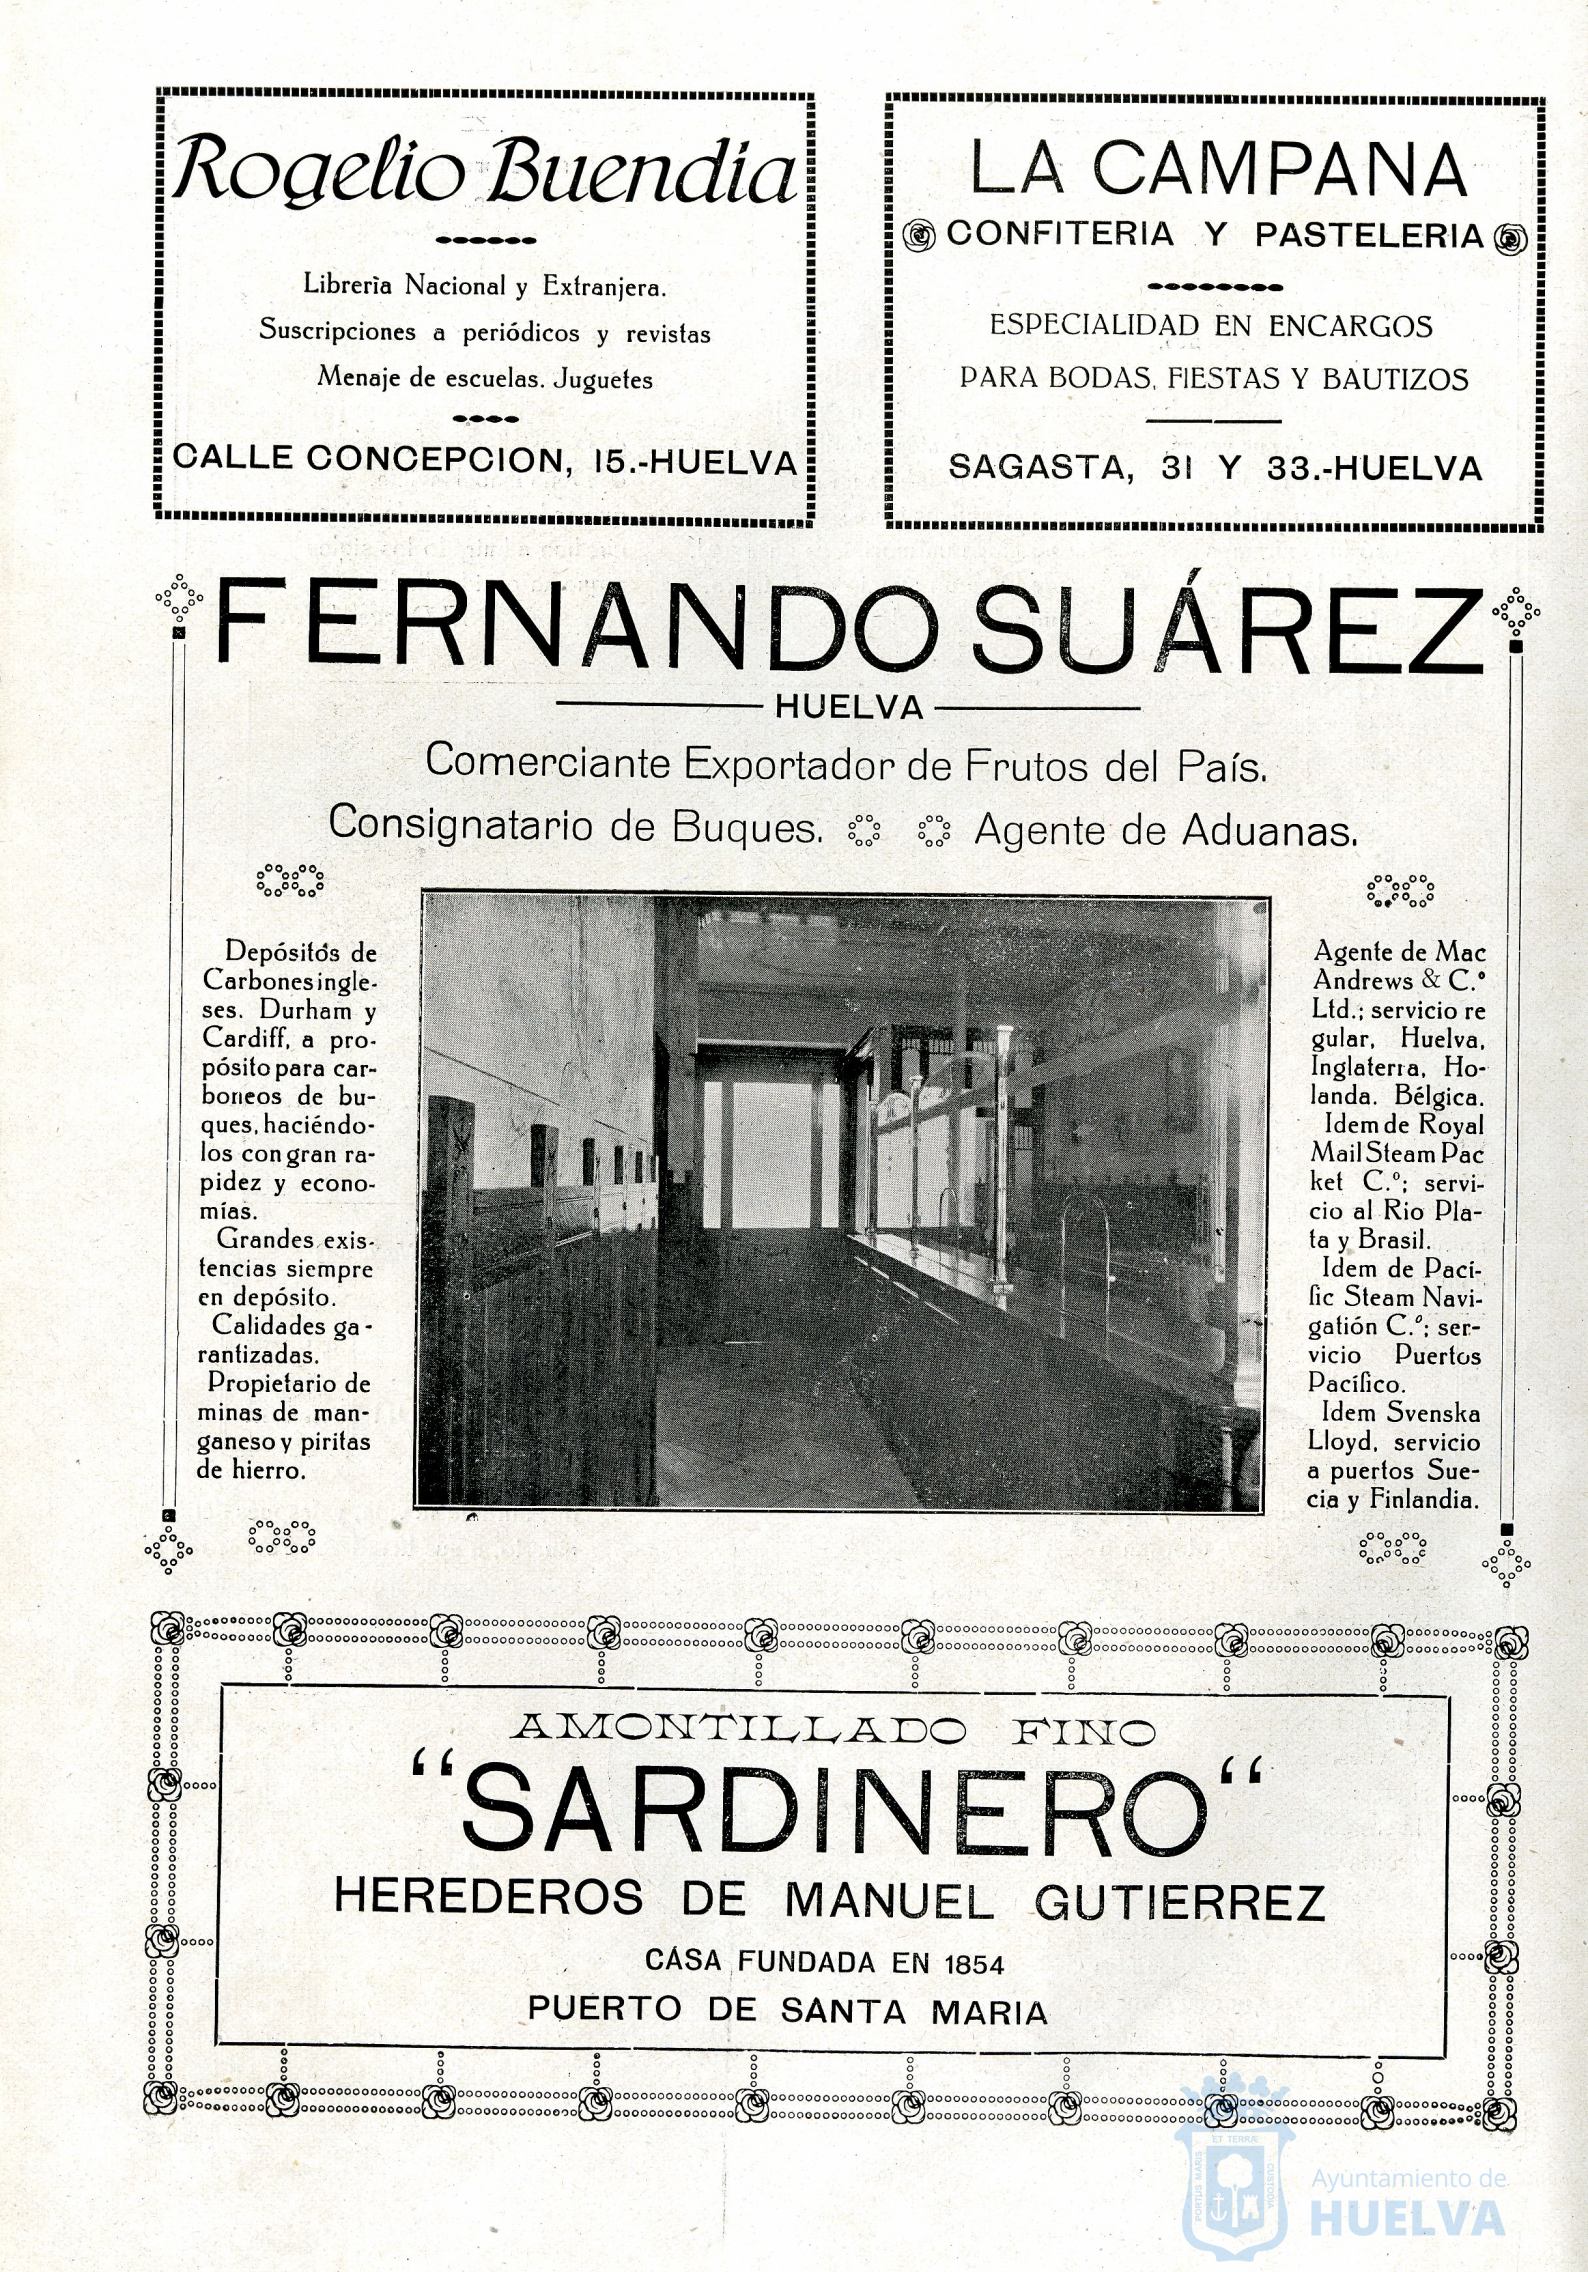 Rogelio Buendia
Librerìa Nacional y Extranjera.
Suscripciones a periódicos y revistas
Menaje de escuelas. Juguetes
CALLE CONCEPCION, 15.-HUELVA
LA CAMPANA
CONFITERIA Y PASTELERIA
ESPECIALIDAD EN ENCARGOS
PARA BODAS, FIESTAS Y BAUTIZOS
SAGASTA, 31 Y 33.-HUELVA
FERNANDO SUÁREZ
HUELVA
Comerciante Exportador de Frutos del País.
Consignatario de Buques. Agente de Aduanas.
Depósitos de
Carbones ingle-
ses. Durham y
Cardiff, a pro-
pósito para car-
boneos de bu-
ques, haciéndo-
los con gran ra-
pidez y econo-
mías.
Grandes exis-
tencias siempre
en depósito.
Calidades ga-
rantizadas.
Propietario de
minas de man-
ganeso y piritas
de hierro.
Agente de Mac
Andrews & C.º
Ltd.; servicio re
gular, Huelva,
Inglaterra, Ho-
landa. Bélgica.
Idem de Royal
Mail Steam Pac
ket C.º; servi-
cio al Rio Pla-
ta y Brasil.
Idem de Pací-
fic Steam Navi-
gatión C.º; ser-
vicio Puertos
Pacífico.
Idem Svenska
Lloyd, servicio
a puertos Sue-
cia y Finlandia.
AMONTILLADO FINO
“SARDINERO“
HEREDEROS DE MANUEL GUTIERREZ
CASA FUNDADA EN 1854
PUERTO DE SANTA MARIA
PORTUS MARIS
ET TERRÆ
CUSTODIA
Ayuntamiento de
HUELVA